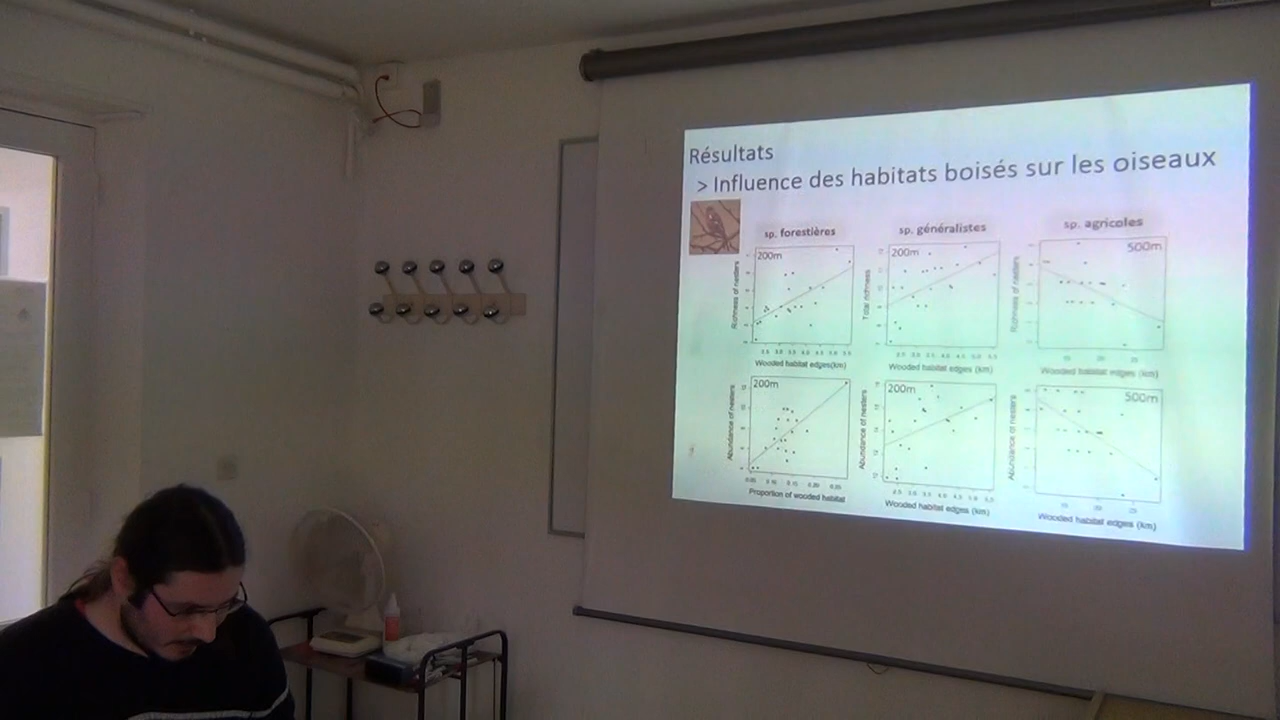 Résultats
> Influence des habitats boisés sur les oiseaux
sp. forestières
sp. généralistes
sp. agricoles
200m
200m
500m
Richness of nesters
Total richness
Richness of nesters
Wooded habitat edges(km)
Wooded habitat edges (km)
Wooded habitat edges (km)
200m
200m
500m
Abundance of nesters
Abundance of nesters
Abundance of nesters
Proportion of wooded habitat
Wooded habitat edges (km)
Wooded habitat edges (km)